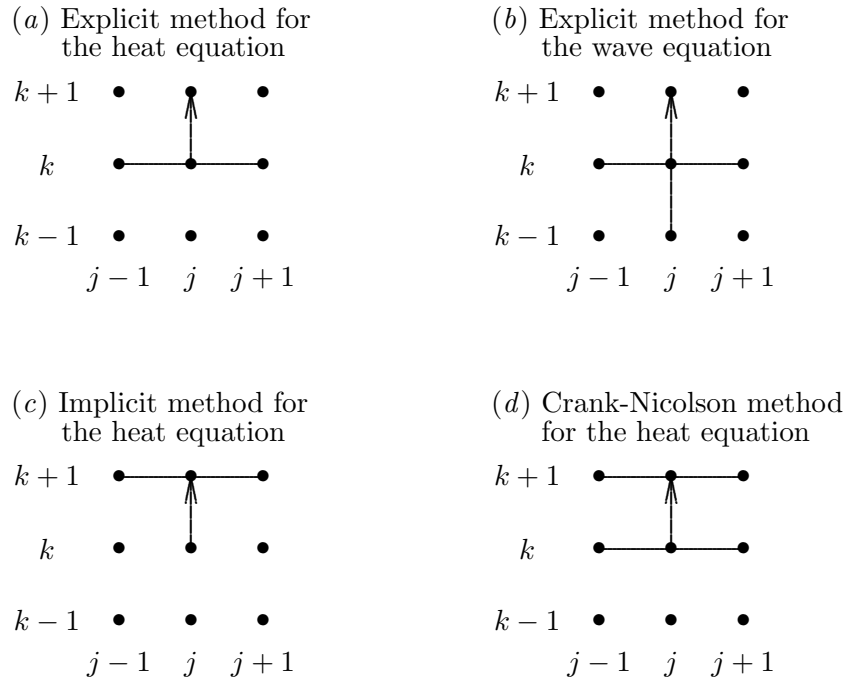 (a) Explicit method for
the heat equation
k + 1
k
k − 1
j − 1 j j + 1
(b) Explicit method for
the wave equation
k + 1
k
k − 1
j − 1 j j + 1
(c) Implicit method for
the heat equation
k + 1
k
k − 1
j − 1 j j + 1
(d) Crank-Nicolson method
for the heat equation
k + 1
k
k − 1
j − 1 j j + 1